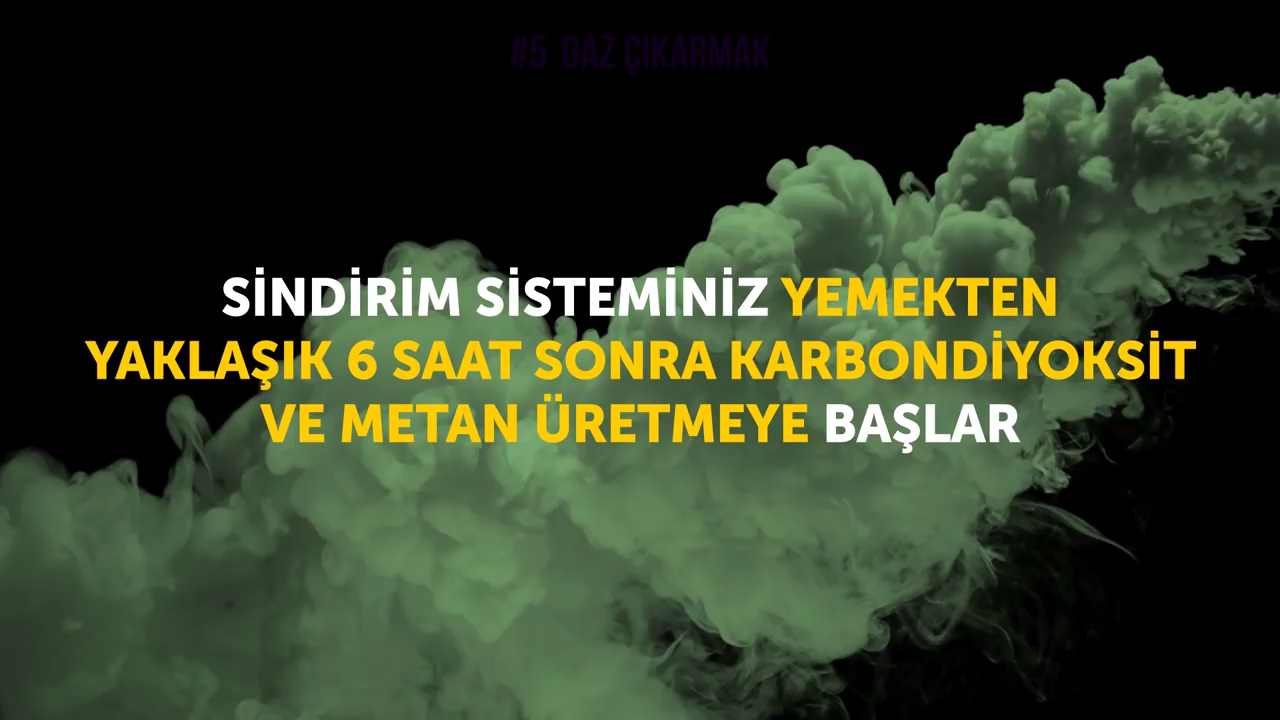 #5 GAZ ÇIKARMAK
SİNDİRİM SİSTEMİNİZ YEMEKTEN
YAKLAŞIK 6 SAAT SONRA KARBONDİYOKSİT
VE METAN ÜRETMEYE BAŞLAR